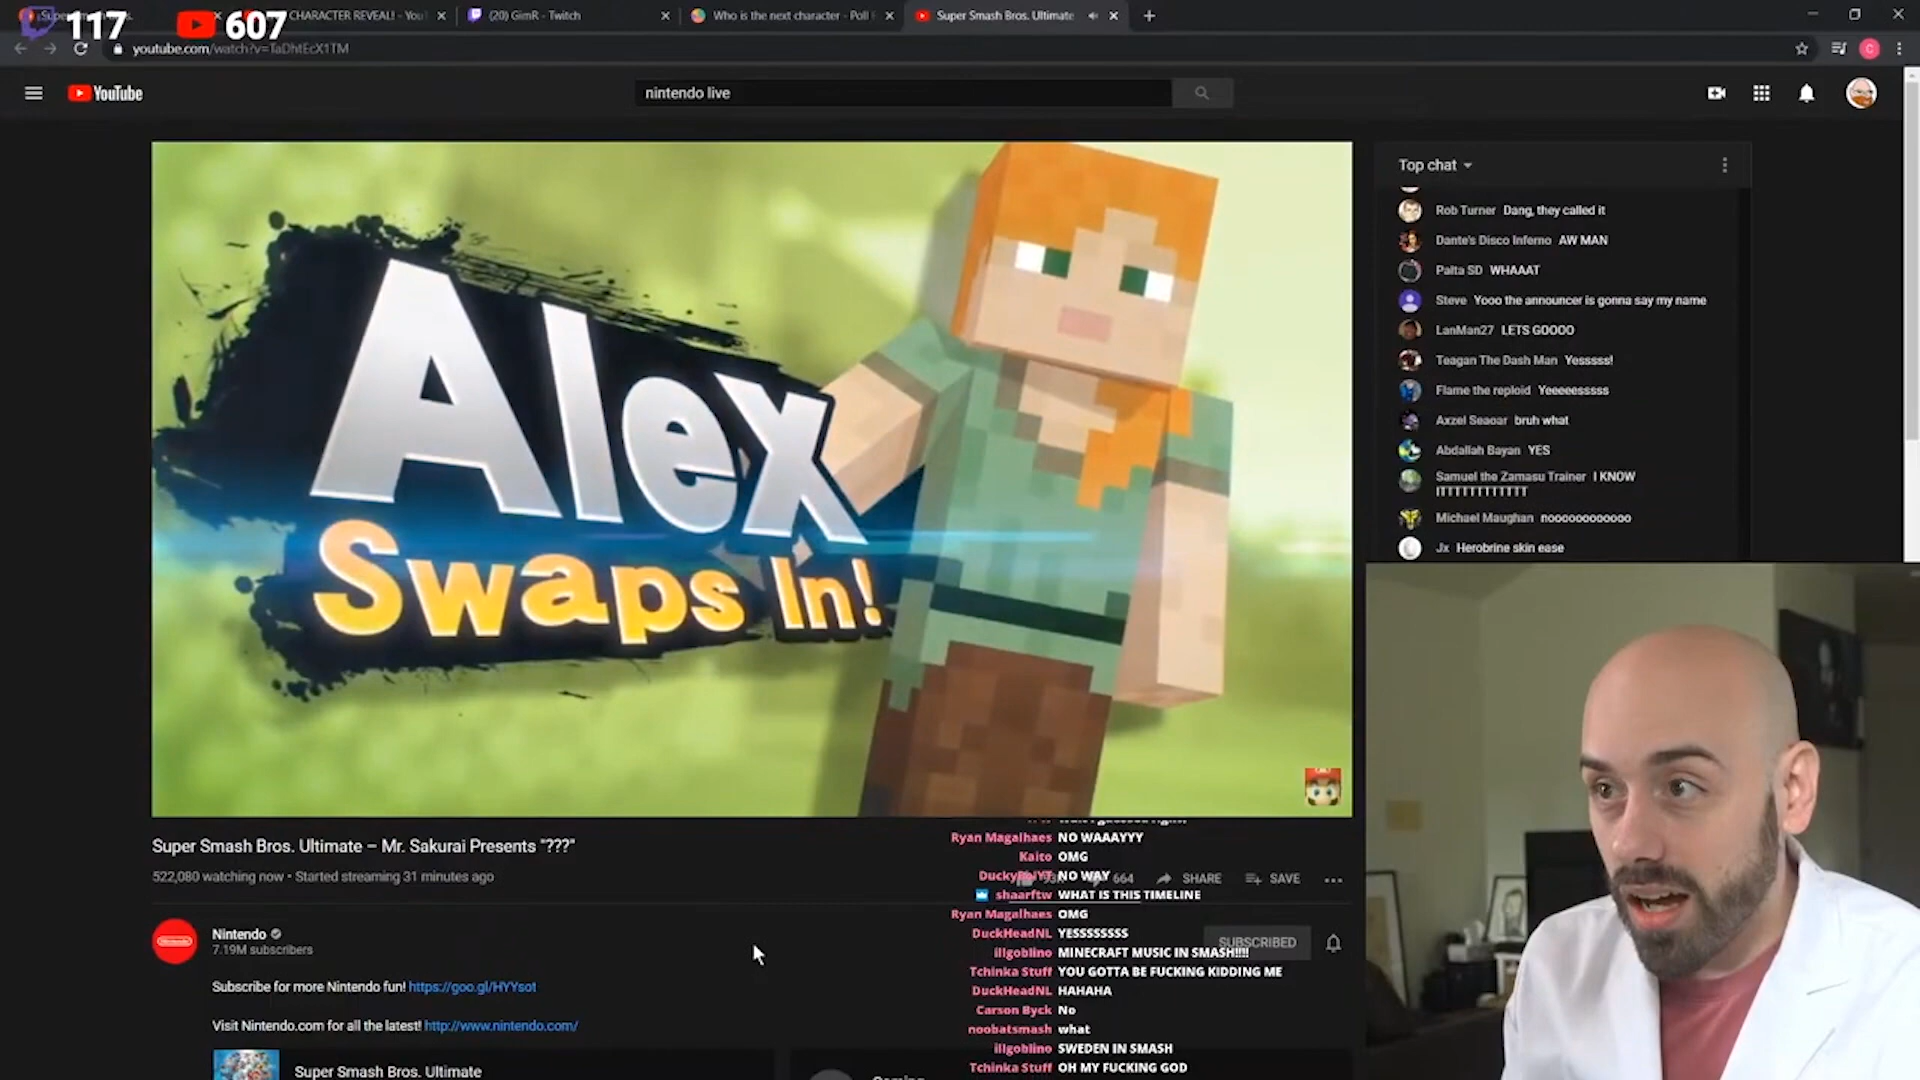 117
607
CHARACTER REVEAL! - You
(20) GimR - Twitch
Who is the next character - Poll
Super Smash Bros. Ultimate
youtube.com/watch?v=TaDhtEcX1TM
YouTube
nintendo live
Alex
Swaps In!
Top chat
Rob Turner Dang, they called it
Dante's Disco Inferno AW MAN
Palta SD WHAAAT
Steve Yooo the announcer is gonna say my name
LanMan27 LETS GOOOO
Teagan The Dash Man Yesssss!
Flame the reploid Yeeeeesssss
Axzel Seaoar bruh what
Abdallah Bayan YES
Samuel the Zamasu Trainer I KNOW
Michael Maughan noooooooooooo
Jx Herobrine skin ease
Super Smash Bros. Ultimate – Mr. Sakurai Presents "???"
522,080 watching now • Started streaming 31 minutes ago
664
SHARE
SAVE
Nintendo
7.19M subscribers
SUBSCRIBED
Subscribe for more Nintendo fun! https://goo.gl/HYYsot
Visit Nintendo.com for all the latest! http://www.nintendo.com/
Super Smash Bros. Ultimate
Ryan Magalhaes NO WAAAYYY
Kaito OMG
NO WAY
shaarftw WHAT IS THIS TIMELINE
Ryan Magalhaes OMG
DuckHeadNL YESSSSSSSS
illgoblino MINECRAFT MUSIC IN SMASH!!!!
Tchinka Stuff YOU GOTTA BE FUCKING KIDDING ME
DuckHeadNL HAHAHA
Carson Byck No
noobatsmash what
illgoblino SWEDEN IN SMASH
Tchinka Stuff OH MY FUCKING GOD